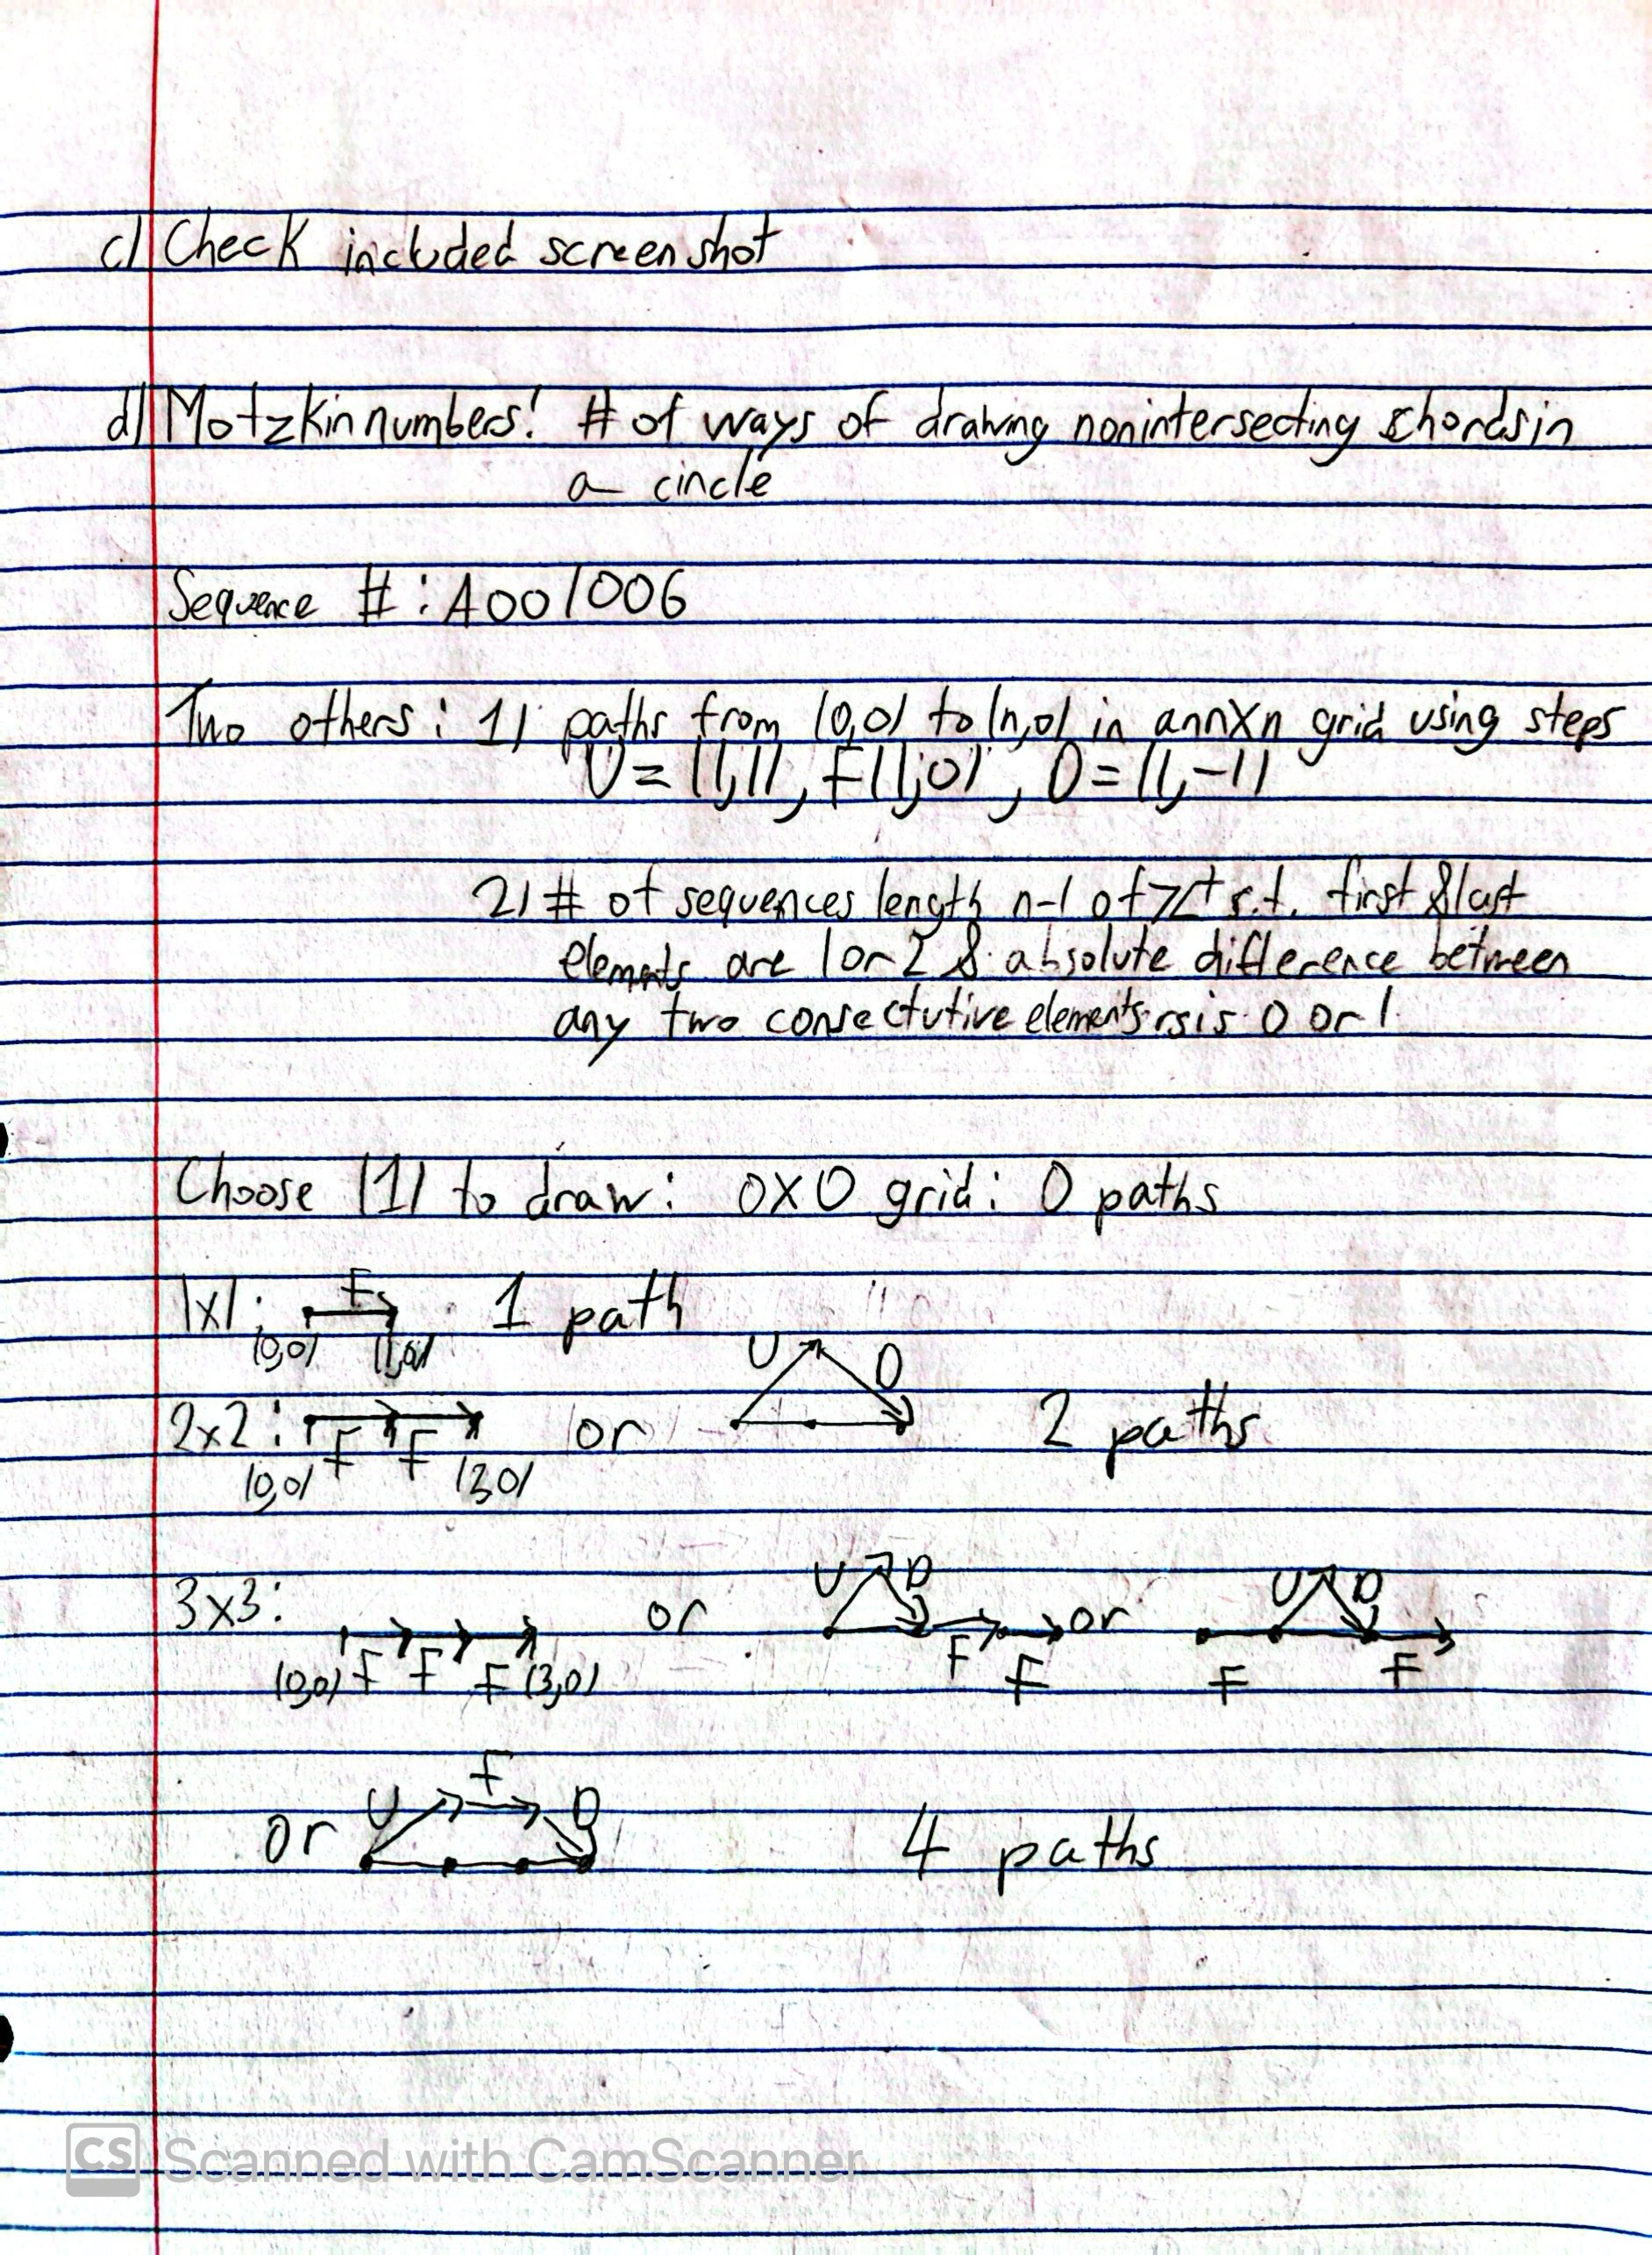 c) Check included screenshot
d) Motzkin numbers! # of ways of drawing nonintersecting chords in
a circle
Sequence #: A001006
Two others: 1) paths from (0,0) to (n,0) in an nxn grid using steps
U = (1,1), F(1,0), D = (1,-1)
2) # of sequences length n-1 of Z+ s.t. first & last
elements are 1 or 2 & absolute difference between
any two consectutive elements is 0 or 1
Choose (1) to draw: 0x0 grid: 0 paths
1x1: F 1 path
(0,0) (1,0)
2x2: F F or U D 2 paths
(0,0) (2,0)
3x3: F F F or U D F F or F U D F
(0,0) (3,0)
or U F D 4 paths
CS Scanned with CamScanner